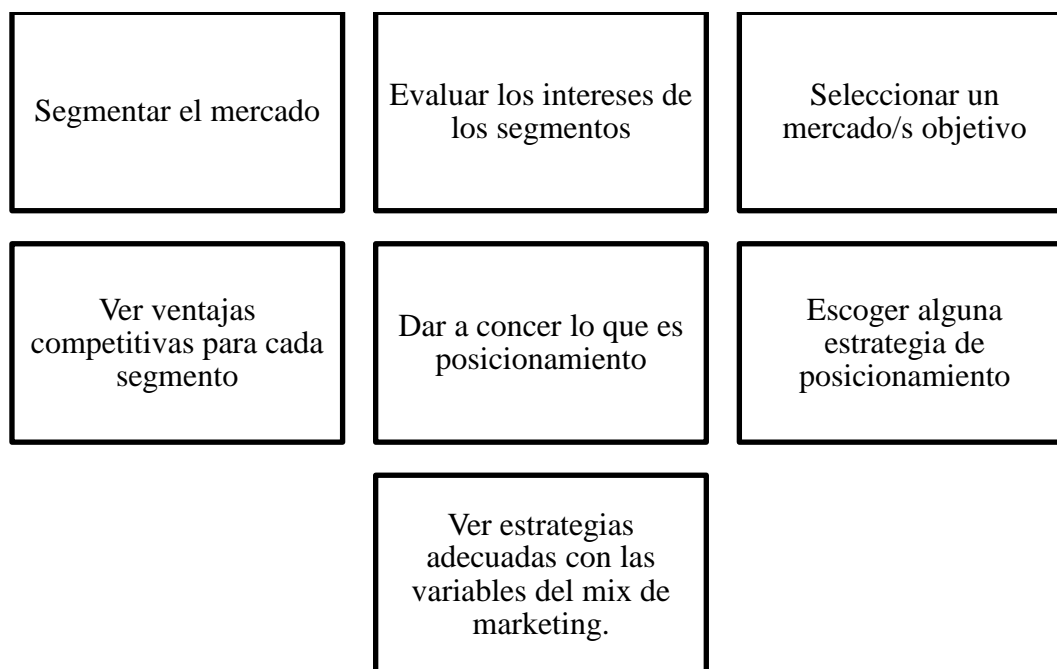 Segmentar el mercado
Evaluar los intereses de
los segmentos
Seleccionar un
mercado/s objetivo
Ver ventajas
competitivas para cada
segmento
Dar a concer lo que es
posicionamiento
Escoger alguna
estrategia de
posicionamiento
Ver estrategias
adecuadas con las
variables del mix de
marketing.